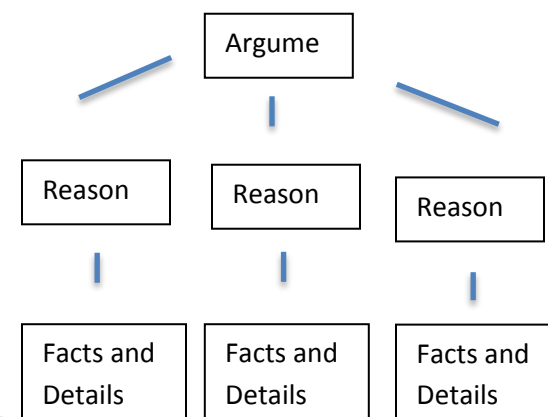 Argume
Reason
Reason
Reason
Facts and
Details
Facts and
Details
Facts and
Details